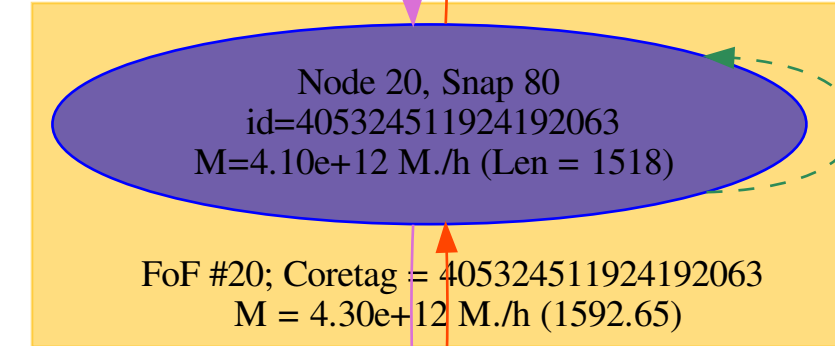 Node 20, Snap 80
id=405324511924192063
M=4.10e+12 M./h (Len = 1518)
FoF #20; Coretag = 405324511924192063
M = 4.30e+12 M./h (1592.65)